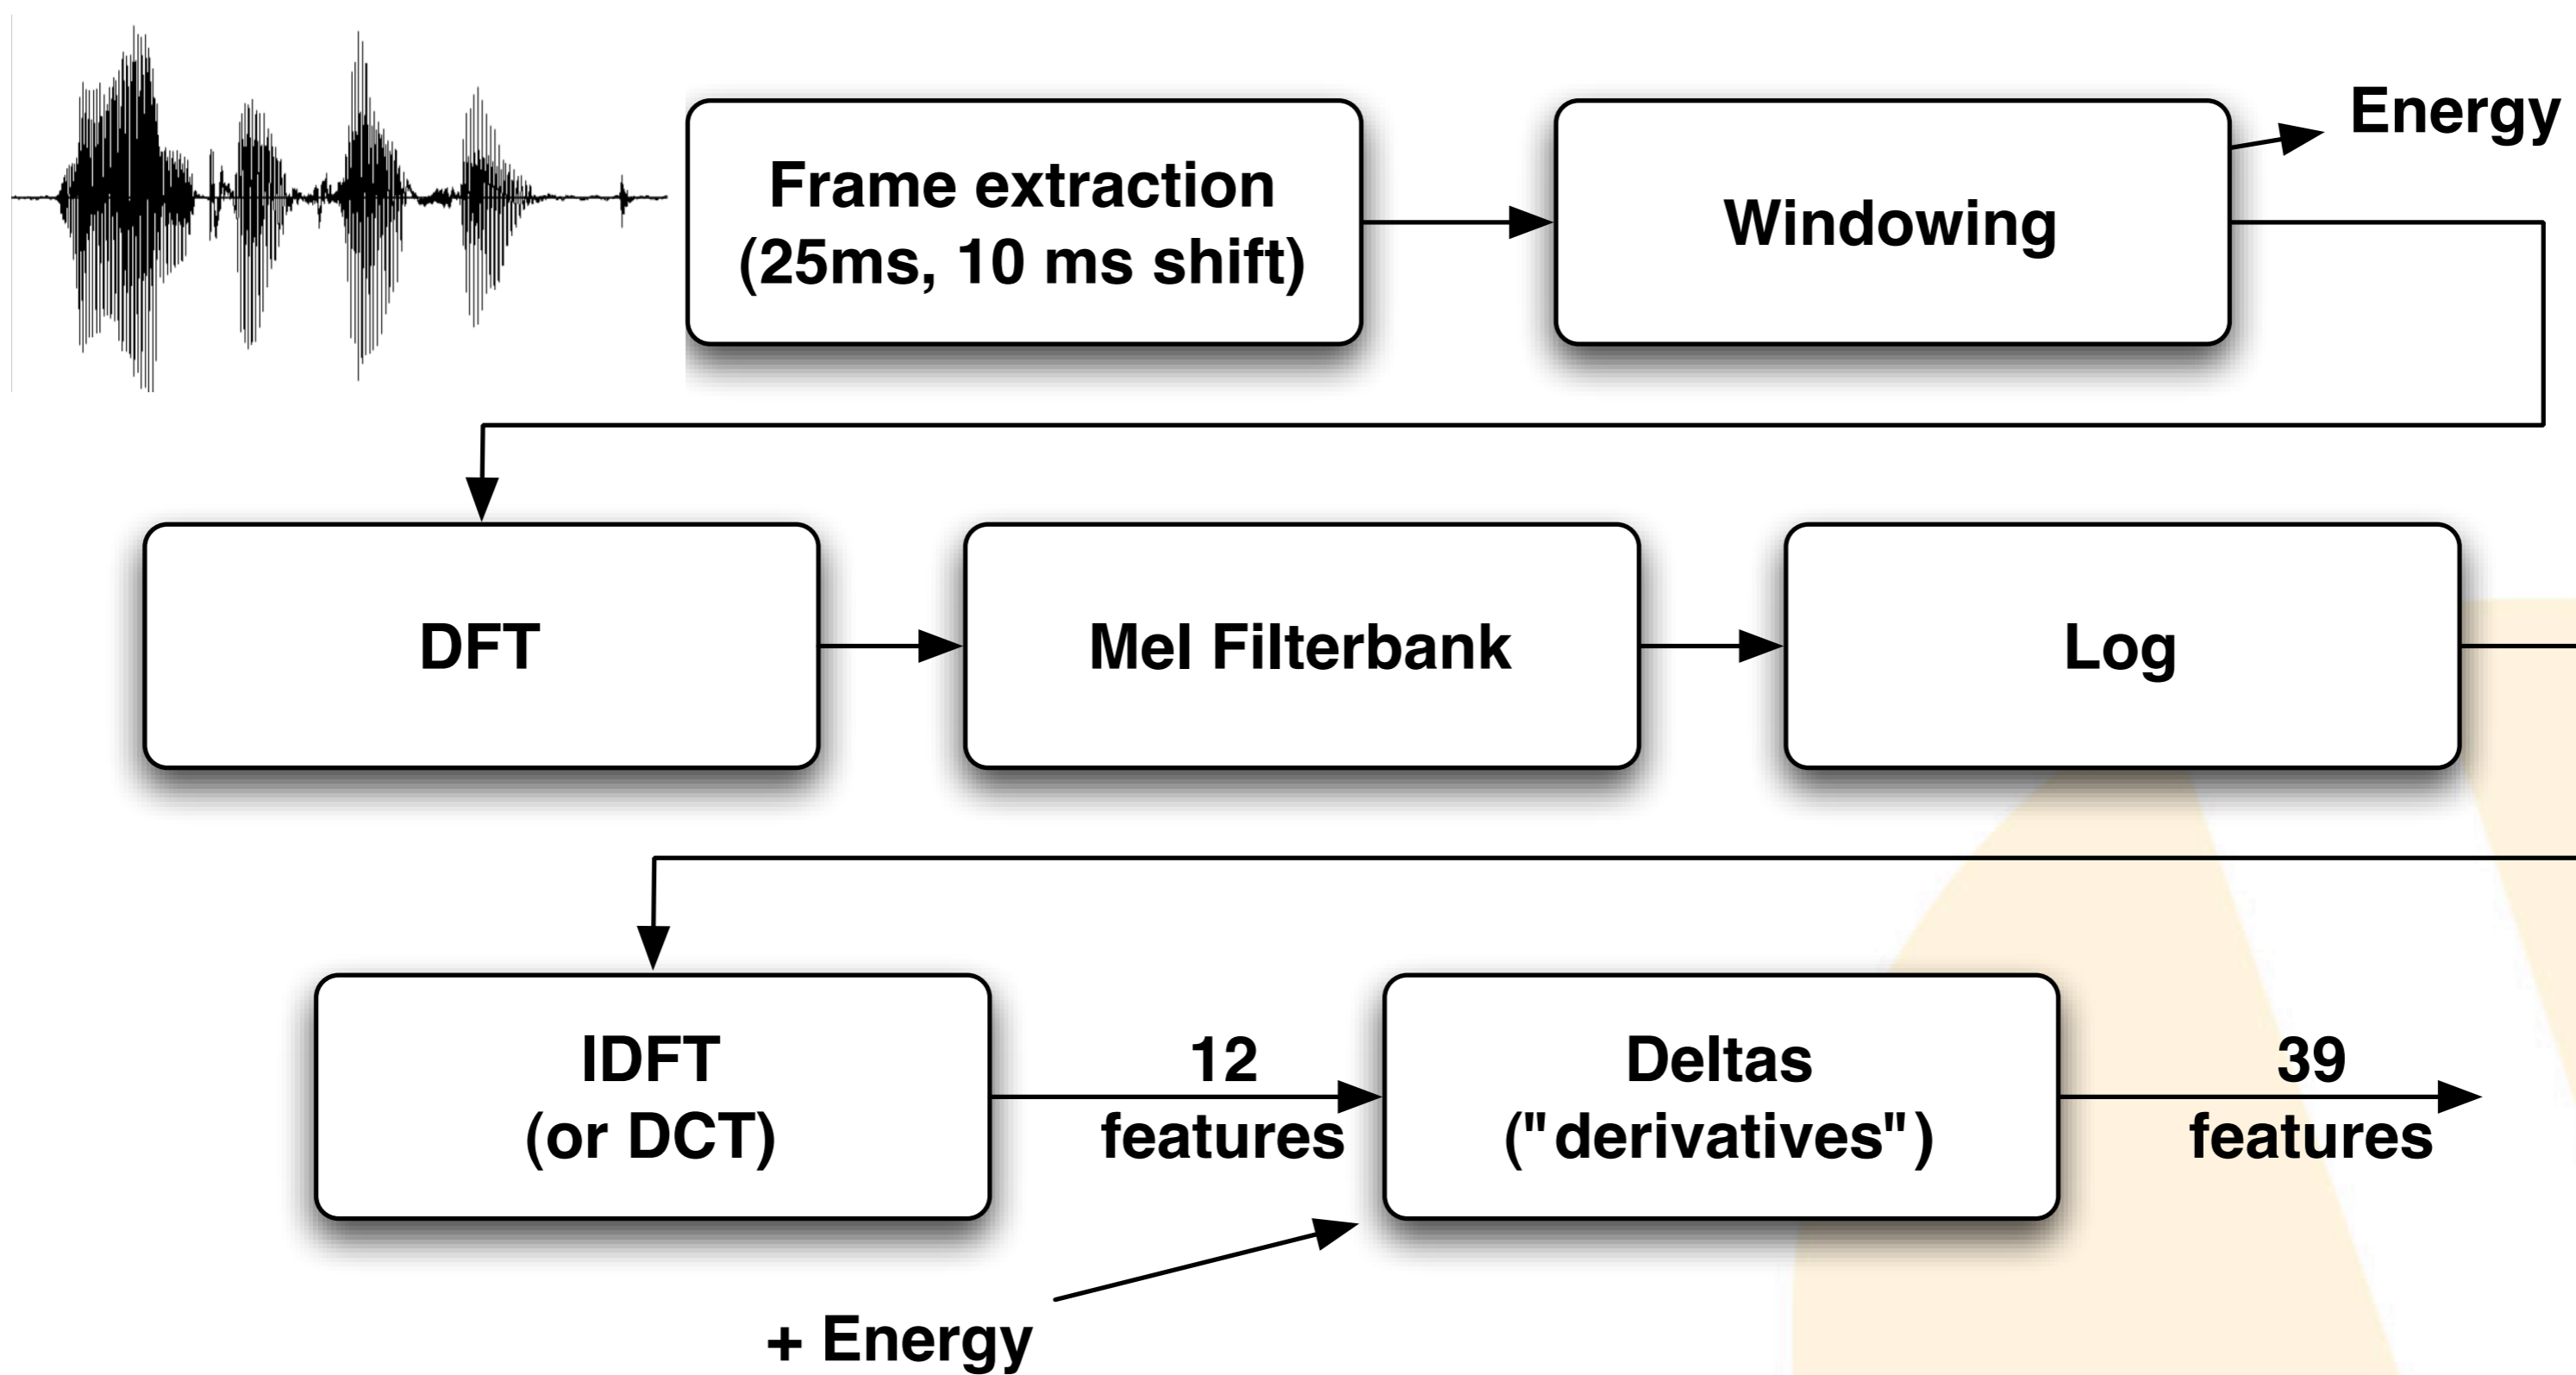 Frame extraction
(25ms, 10 ms shift)
Windowing
Energy
DFT
Mel Filterbank
Log
IDFT
(or DCT)
12
features
Deltas
("derivatives")
39
features
+ Energy